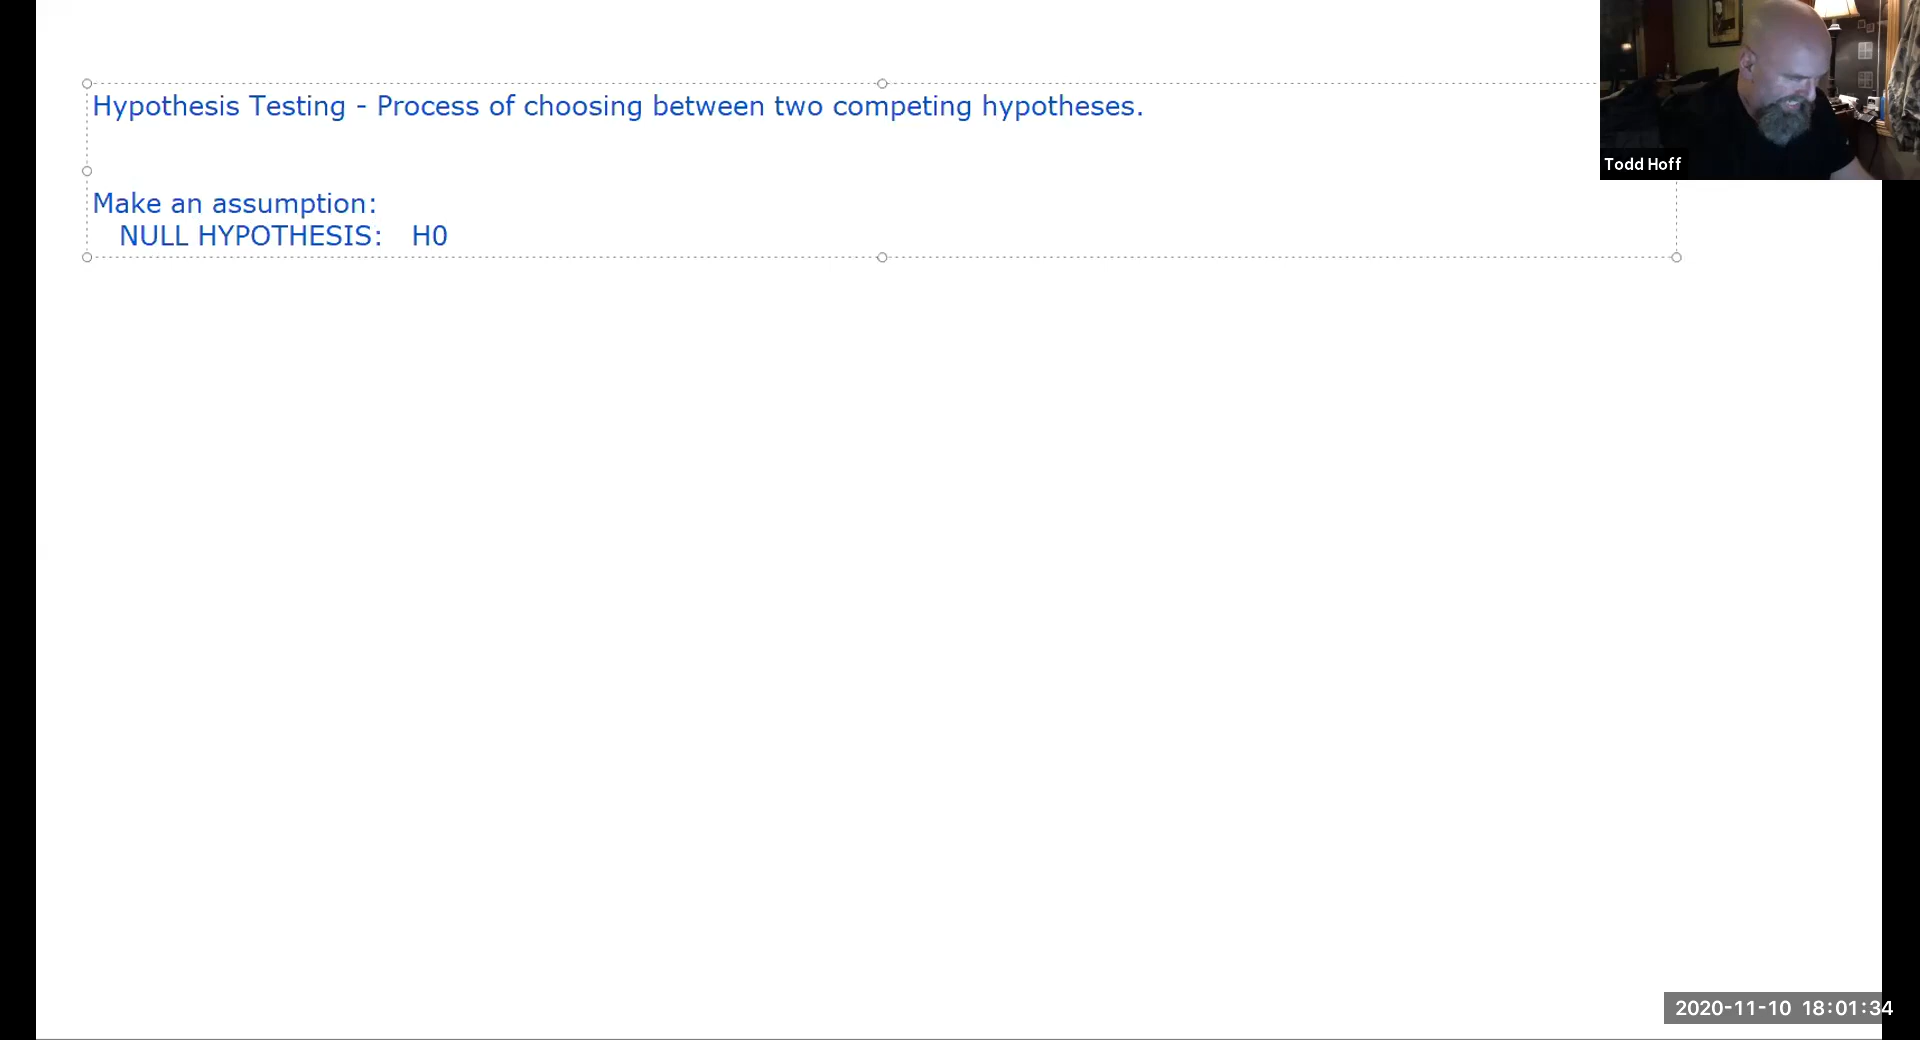 Hypothesis Testing - Process of choosing between two competing hypotheses.
Make an assumption:
NULL HYPOTHESIS: H0
Todd Hoff
2020-11-10 18:01:34